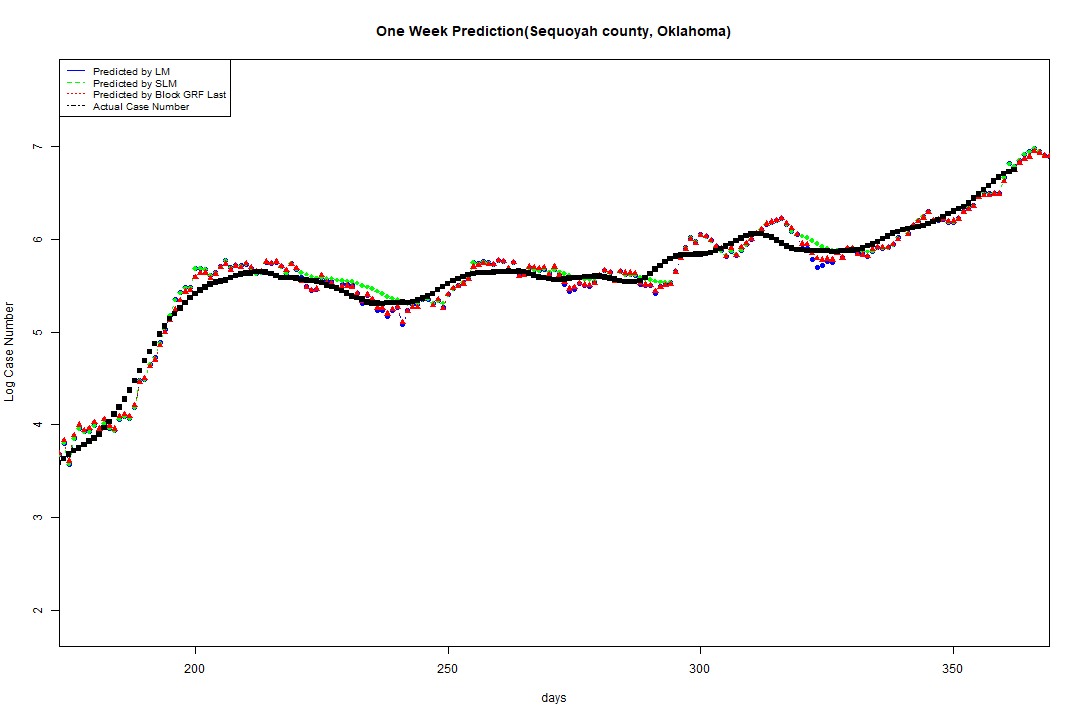 One Week Prediction(Sequoyah county, Oklahoma)
Predicted by LM
Predicted by SLM
Predicted by Block GRF Last
Actual Case Number
7
6
5
4
3
2
Log Case Number
200
250
300
350
days